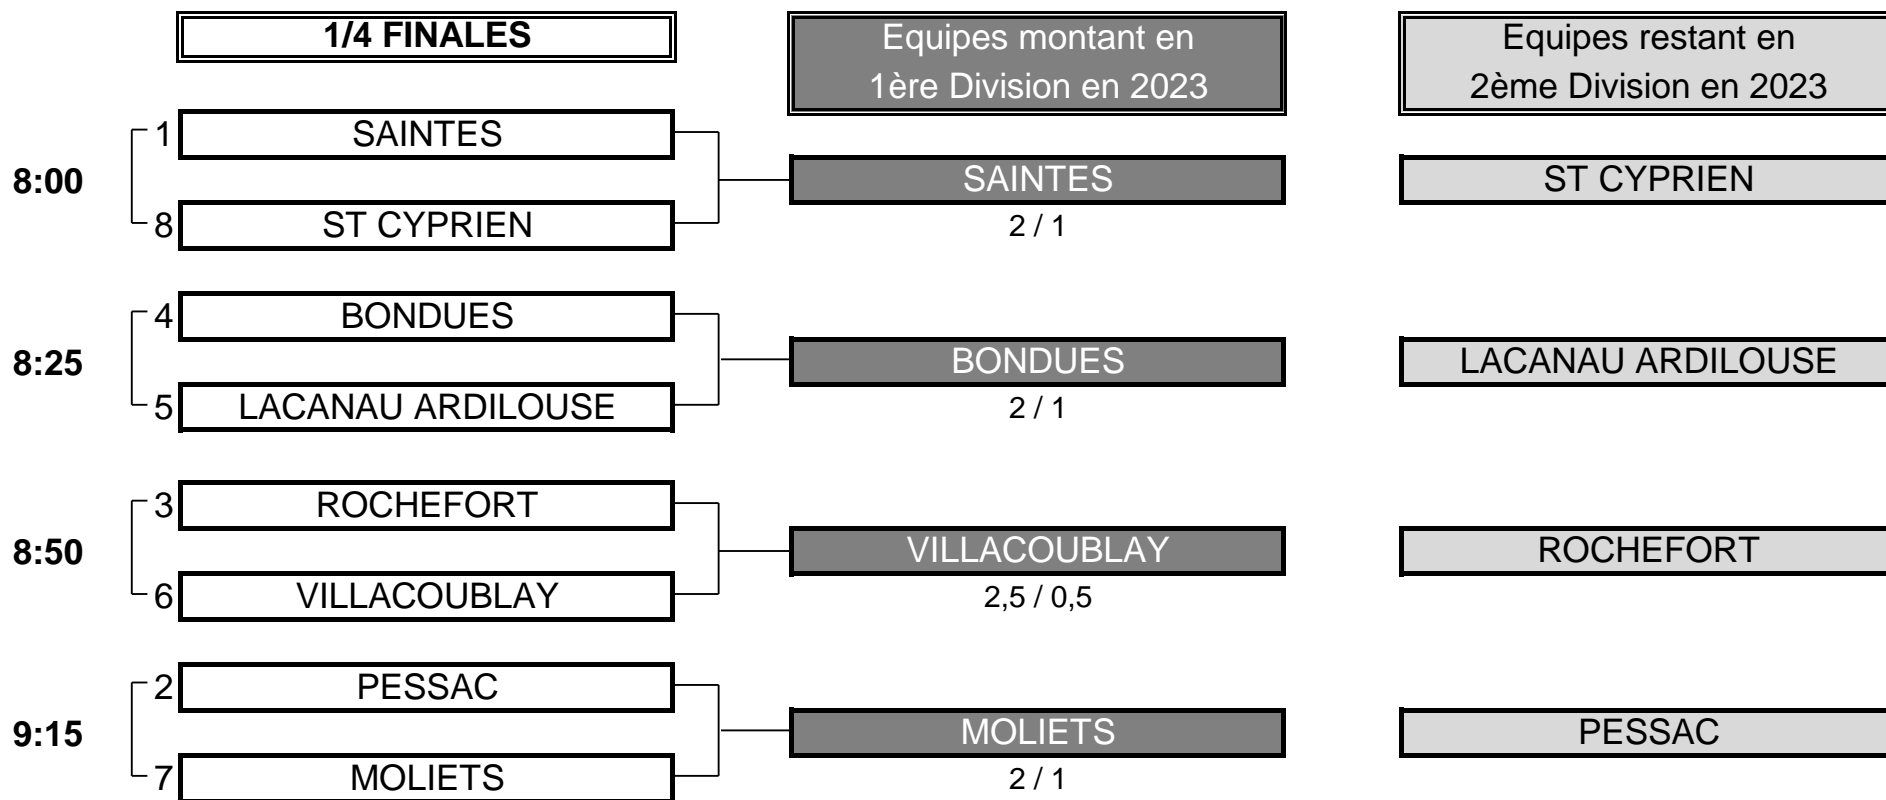 1/4 FINALES
Equipes montant en
1ère Division en 2023
Equipes restant en
2ème Division en 2023
8:00
1 SAINTES
8 ST CYPRIEN
SAINTES
2 / 1
ST CYPRIEN
8:25
4 BONDUES
5 LACANAU ARDILOUSE
BONDUES
2 / 1
LACANAU ARDILOUSE
8:50
3 ROCHEFORT
6 VILLACOUBLAY
VILLACOUBLAY
2,5 / 0,5
ROCHEFORT
9:15
2 PESSAC
7 MOLIETS
MOLIETS
2 / 1
PESSAC